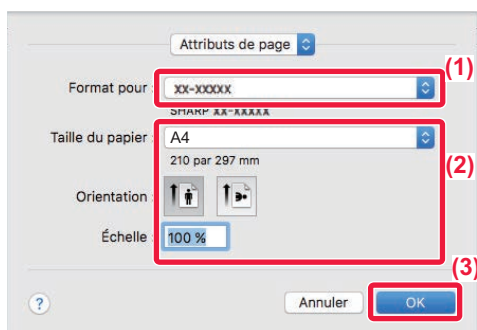 Attributs de page
(1)
Format pour : xx-xxxxx
SHARP xx-xxxxx
Taille du papier : A4
210 par 297 mm
(2)
Orientation :
Échelle : 100 %
(3)
? Annuler OK